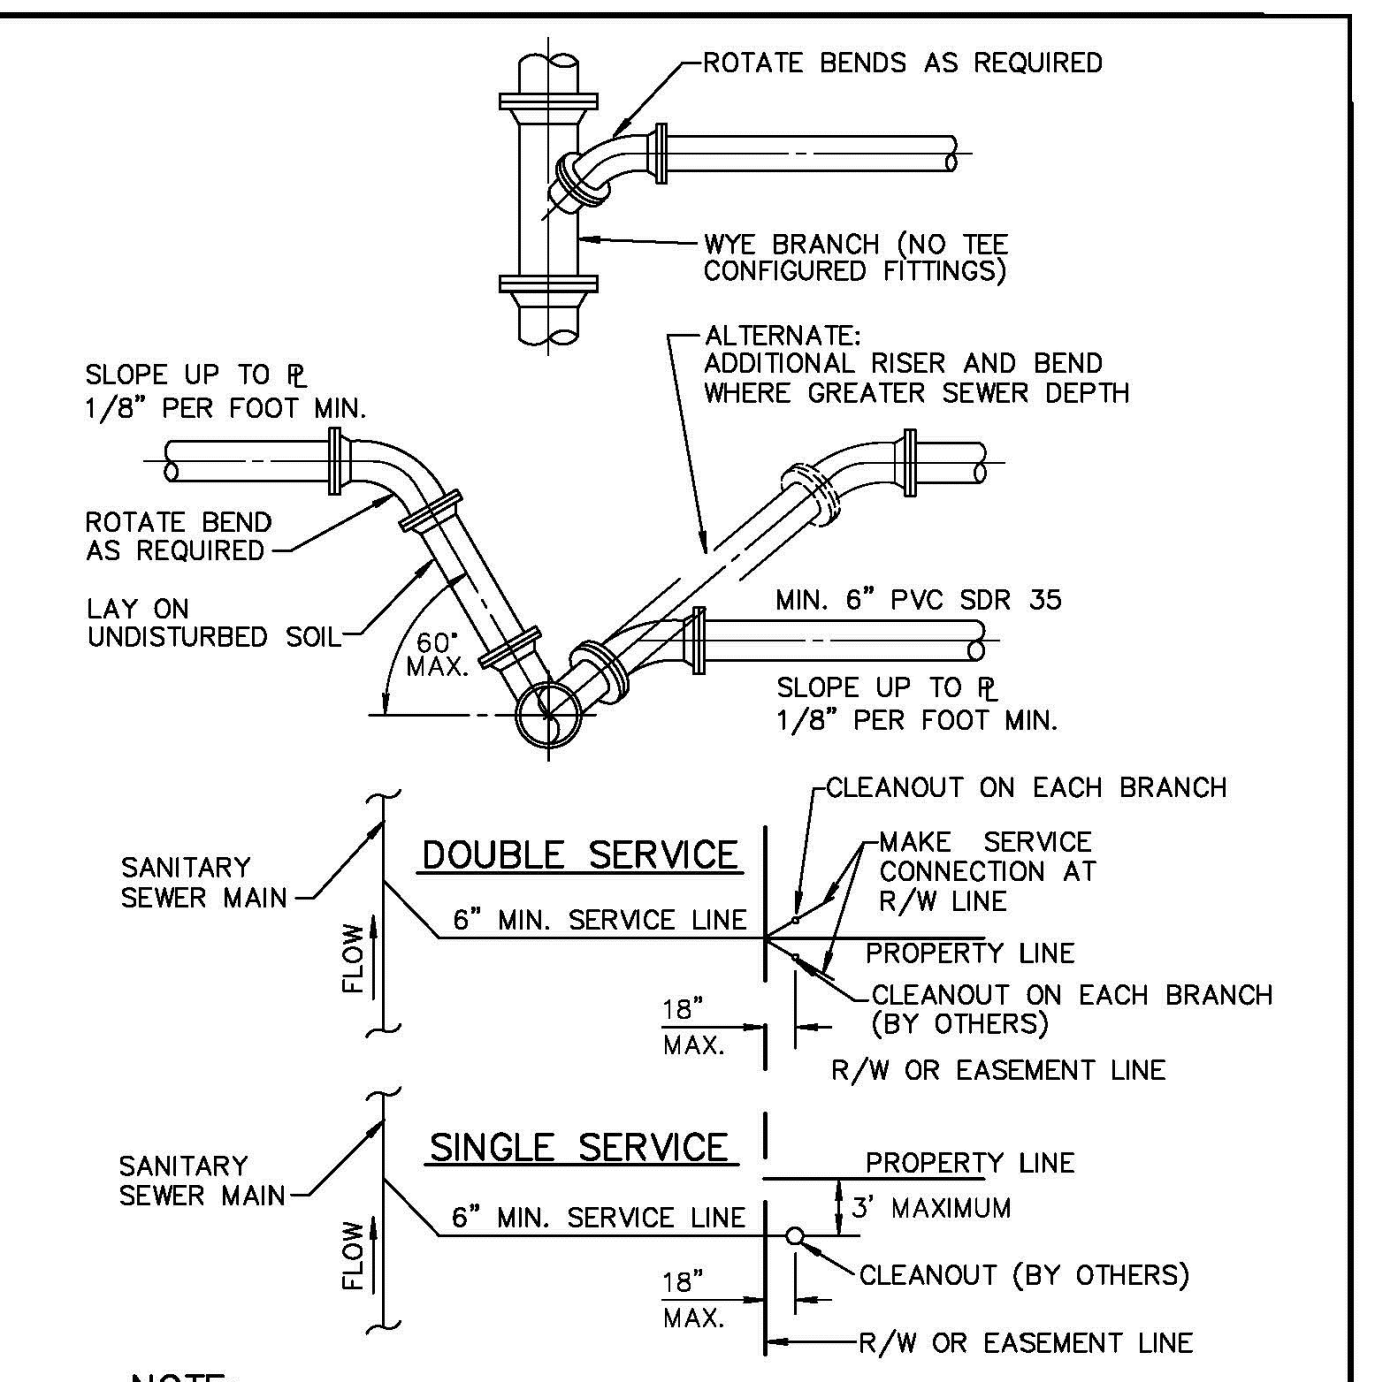 ROTATE BENDS AS REQUIRED
WYE BRANCH (NO TEE
CONFIGURED FITTINGS)
ALTERNATE:
ADDITIONAL RISER AND BEND
WHERE GREATER SEWER DEPTH
SLOPE UP TO ℄
1/8” PER FOOT MIN.
ROTATE BEND
AS REQUIRED
LAY ON
UNDISTURBED SOIL
60°
MAX.
MIN. 6” PVC SDR 35
SLOPE UP TO ℄
1/8” PER FOOT MIN.
CLEANOUT ON EACH BRANCH
MAKE SERVICE
CONNECTION AT
R/W LINE
SANITARY
SEWER MAIN
DOUBLE SERVICE
6” MIN. SERVICE LINE
FLOW
PROPERTY LINE
CLEANOUT ON EACH BRANCH
(BY OTHERS)
18”
MAX.
R/W OR EASEMENT LINE
SANITARY
SEWER MAIN
SINGLE SERVICE
PROPERTY LINE
6” MIN. SERVICE LINE
3’ MAXIMUM
FLOW
CLEANOUT (BY OTHERS)
18”
MAX.
R/W OR EASEMENT LINE
NOTE: